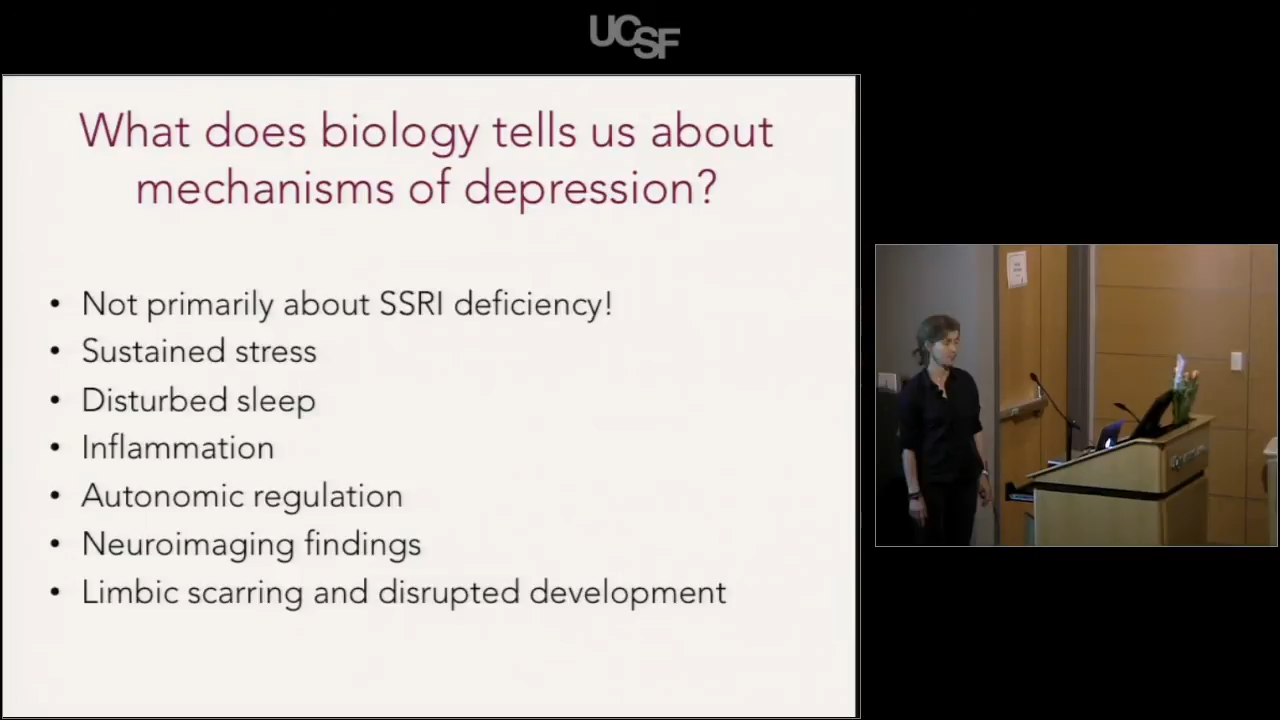 UCSF
What does biology tells us about
mechanisms of depression?
• Not primarily about SSRI deficiency!
• Sustained stress
• Disturbed sleep
• Inflammation
• Autonomic regulation
• Neuroimaging findings
• Limbic scarring and disrupted development